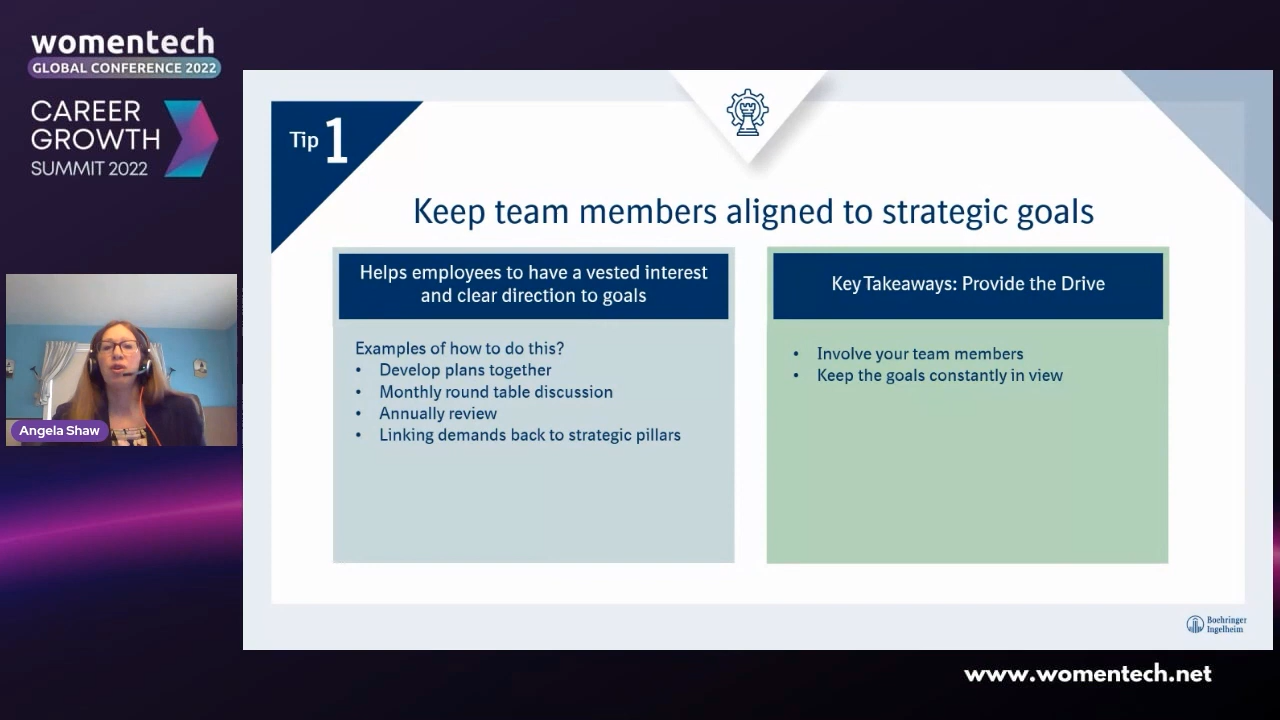 womentech
GLOBAL CONFERENCE 2022
CAREER
GROWTH
SUMMIT 2022
Tip 1
Keep team members aligned to strategic goals
Helps employees to have a vested interest
and clear direction to goals
Examples of how to do this?
• Develop plans together
• Monthly round table discussion
• Annually review
• Linking demands back to strategic pillars
Key Takeaways: Provide the Drive
• Involve your team members
• Keep the goals constantly in view
Angela Shaw
Boehringer
Ingelheim
www.womentech.net